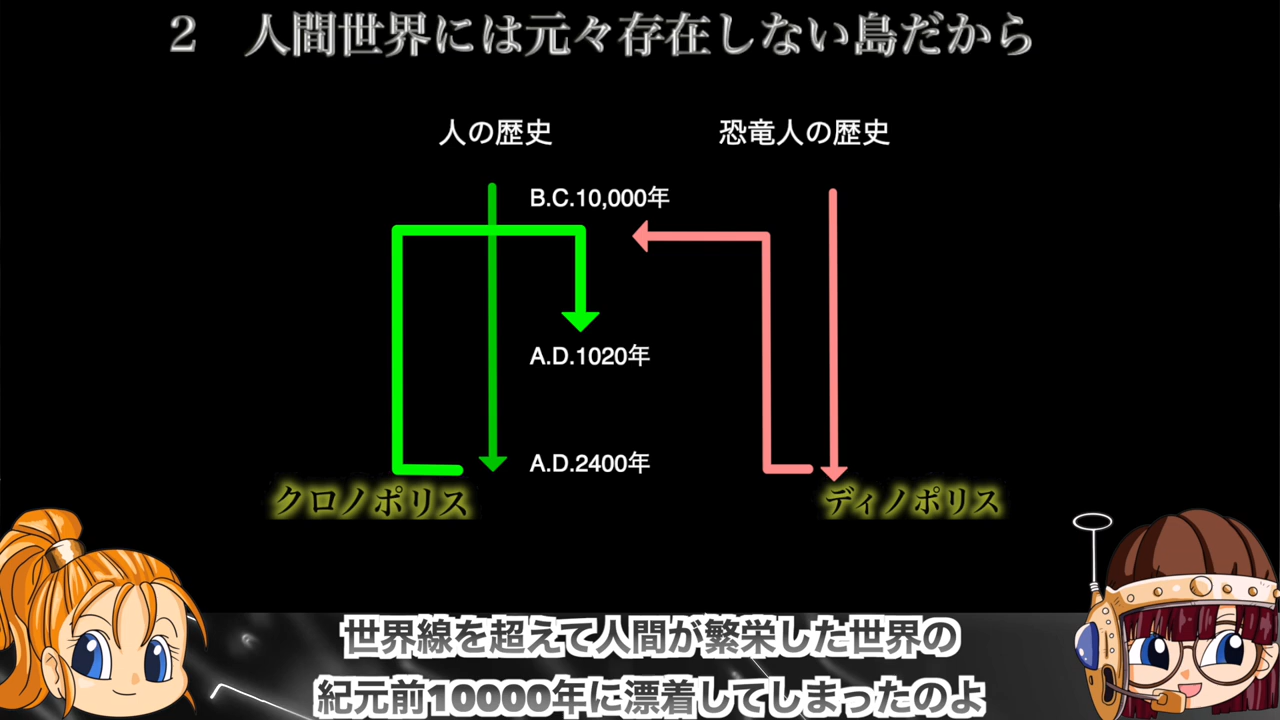 ２　人間世界には元々存在しない島だから
人の歴史
恐竜人の歴史
B.C.10,000年
A.D.1020年
A.D.2400年
クロノポリス
ディノポリス
世界線を超えて人間が繁栄した世界の
紀元前10000年に漂着してしまったのよ